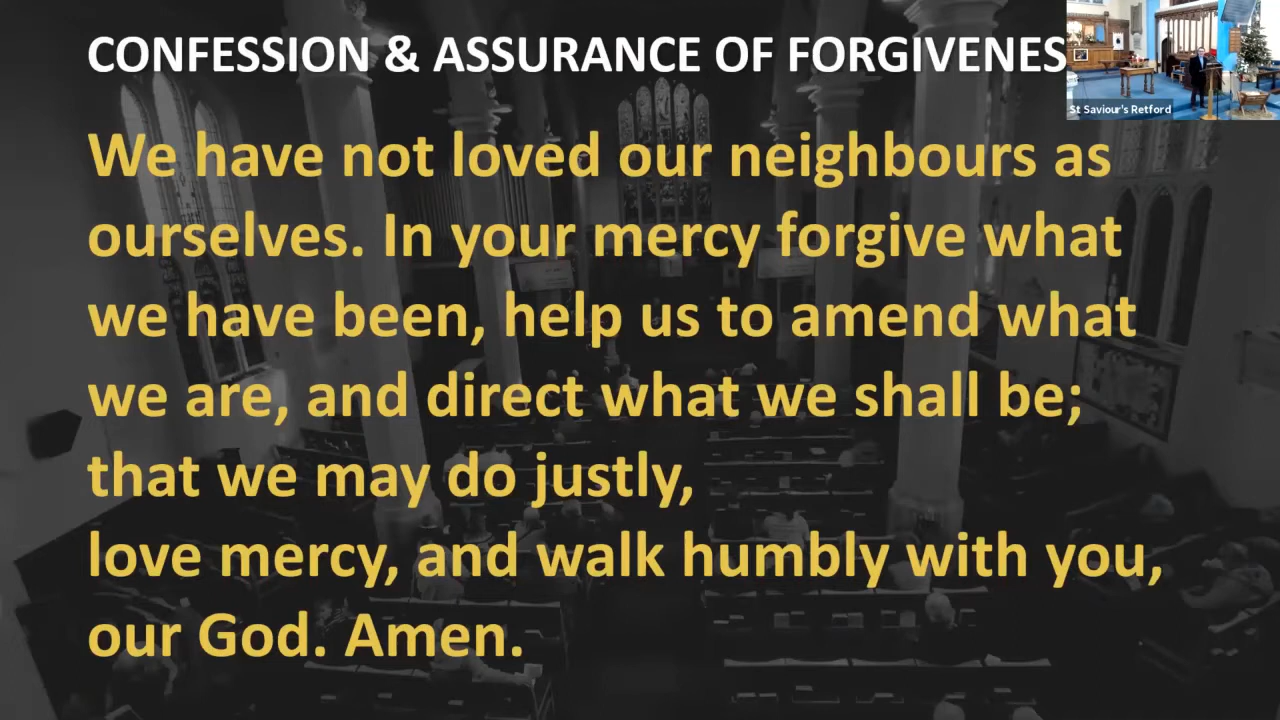 CONFESSION & ASSURANCE OF FORGIVENES
St Saviour's Retford
We have not loved our neighbours as
ourselves. In your mercy forgive what
we have been, help us to amend what
we are, and direct what we shall be;
that we may do justly,
love mercy, and walk humbly with you,
our God. Amen.